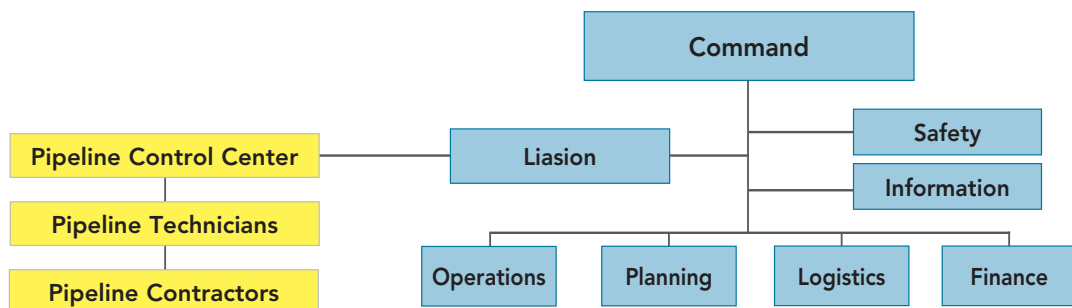 Command
Safety
Pipeline Control Center
Liasion
Information
Pipeline Technicians
Operations
Planning
Logistics
Finance
Pipeline Contractors